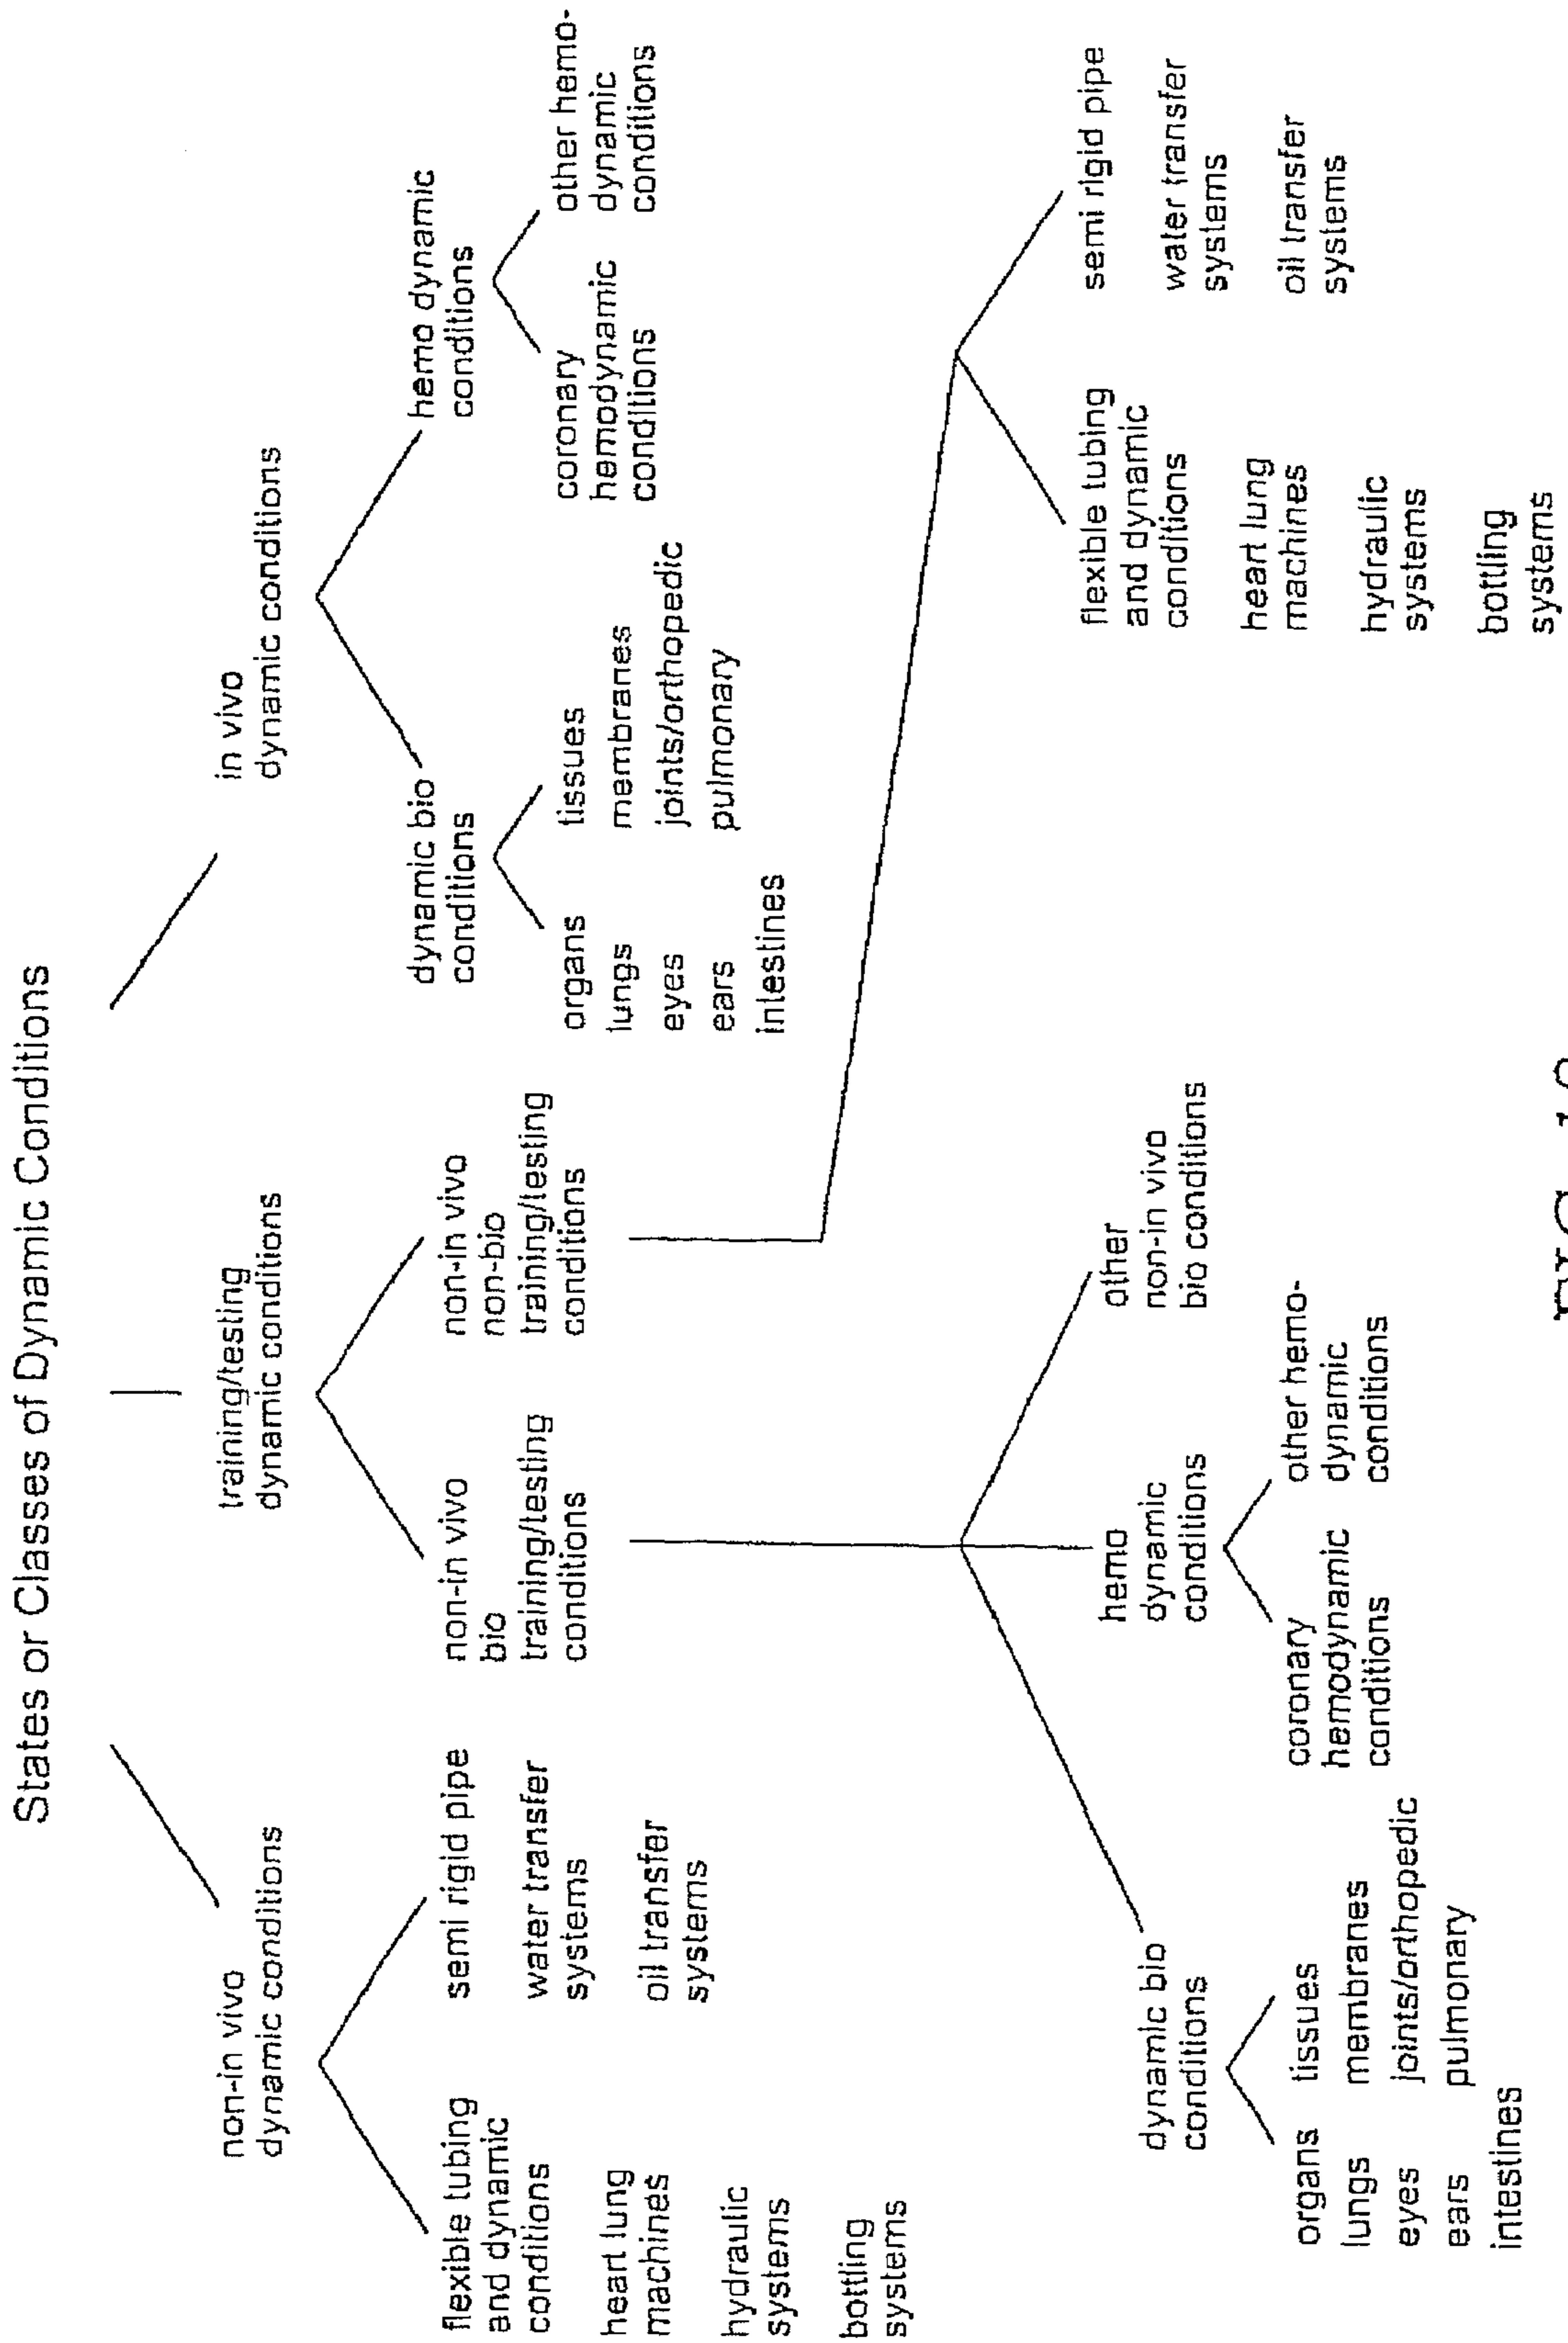 States or Classes of Dynamic Conditions
non-in vivo
dynamic conditions
training/testing
dynamic conditions
in vivo
dynamic conditions
flexible tubing
and dynamic
conditions
heart lung
machines
hydraulic
systems
bottling
systems
semi rigid pipe
water transfer
systems
oil transfer
systems
non-in vivo
bio
training/testing
conditions
non-in vivo
non-bio
training/testing
conditions
dynamic bio
conditions
organs
lungs
eyes
ears
intestines
tissues
membranes
joints/orthopedic
pulmonary
hemo dynamic
conditions
coronary
hemodynamic
conditions
other hemo-
dynamic
conditions
dynamic bio
conditions
organs
lungs
eyes
ears
intestines
tissues
membranes
joints/orthopedic
pulmonary
hemo
dynamic
conditions
coronary
hemodynamic
conditions
other hemo-
dynamic
conditions
other
non-in vivo
bio conditions
flexible tubing
and dynamic
conditions
heart lung
machines
hydraulic
systems
bottling
systems
semi rigid pipe
water transfer
systems
oil transfer
systems